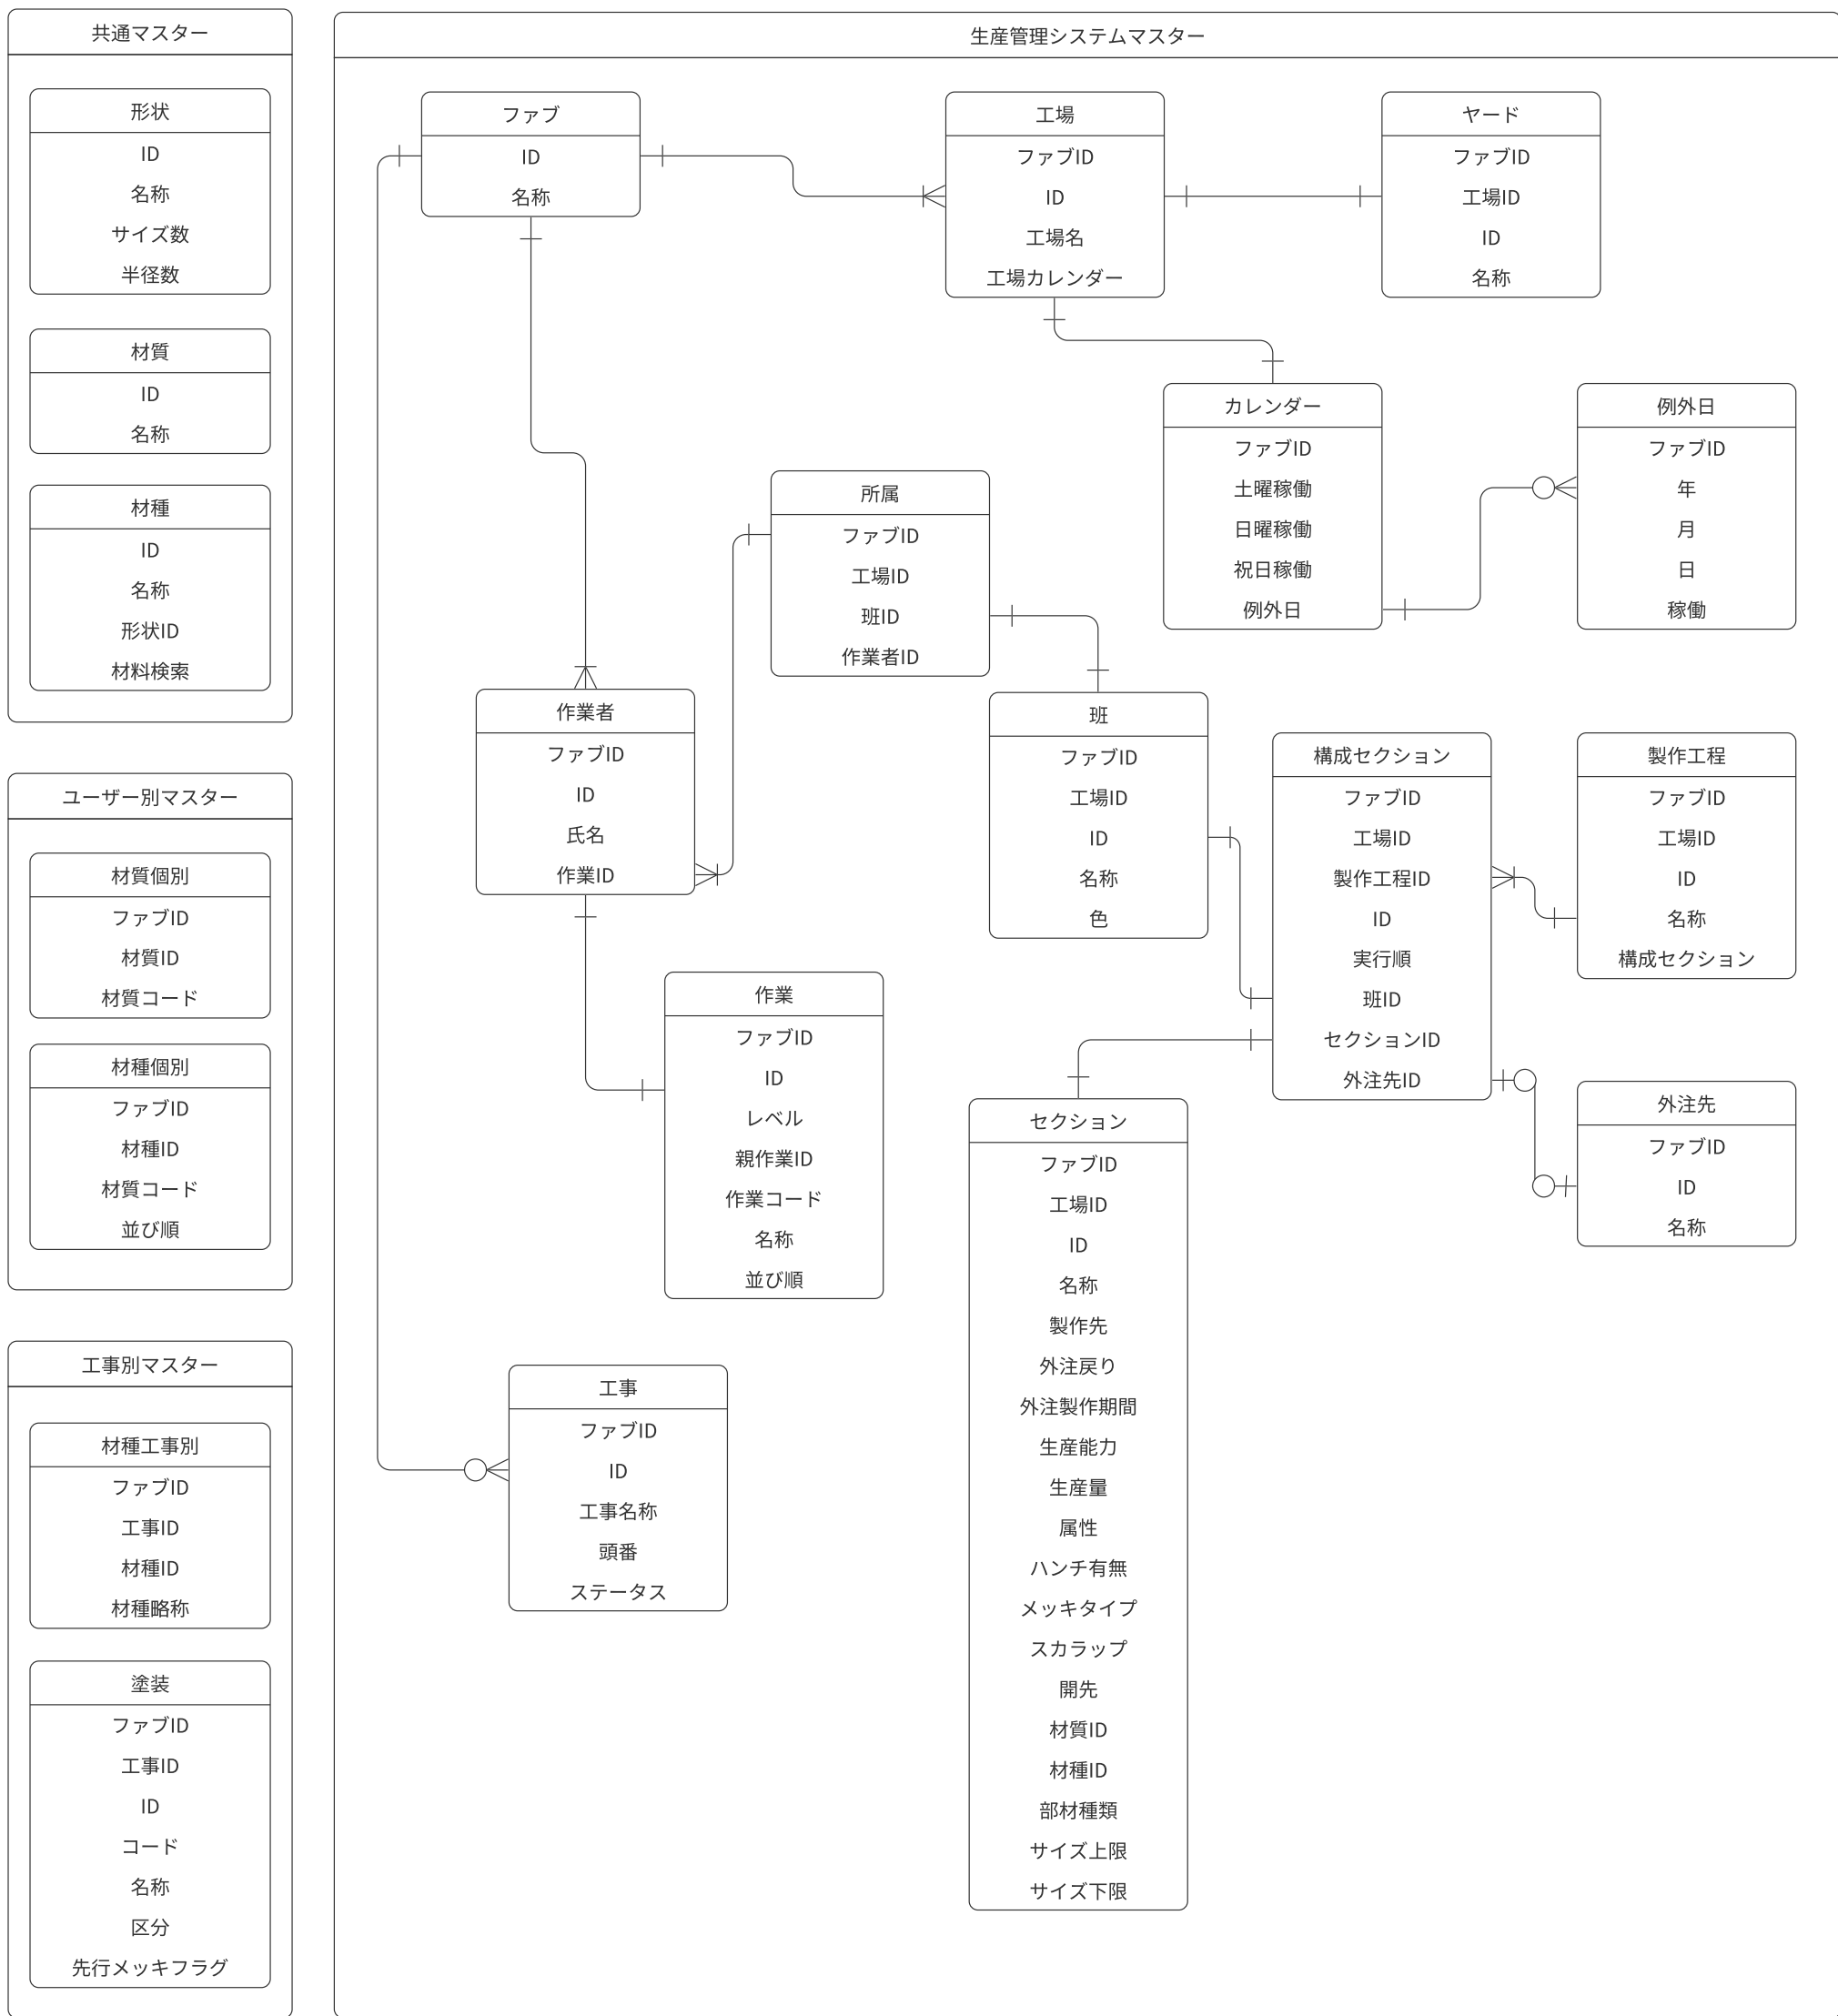 共通マスター
形状
ID
名称
サイズ数
半径数
材質
ID
名称
材種
ID
名称
形状ID
材料検索
ユーザー別マスター
材質個別
ファブID
材質ID
材質コード
材種個別
ファブID
材種ID
材質コード
並び順
工事別マスター
材種工事別
ファブID
工事ID
材種ID
材種略称
塗装
ファブID
工事ID
ID
コード
名称
区分
先行メッキフラグ
生産管理システムマスター
ファブ
ID
名称
工場
ファブID
ID
工場名
工場カレンダー
ヤード
ファブID
工場ID
ID
名称
カレンダー
ファブID
土曜稼働
日曜稼働
祝日稼働
例外日
例外日
ファブID
年
月
日
稼働
所属
ファブID
工場ID
班ID
作業者ID
作業者
ファブID
ID
氏名
作業ID
班
ファブID
工場ID
ID
名称
色
構成セクション
ファブID
工場ID
製作工程ID
ID
実行順
班ID
セクションID
外注先ID
製作工程
ファブID
工場ID
ID
名称
構成セクション
作業
ファブID
ID
レベル
親作業ID
作業コード
名称
並び順
外注先
ファブID
ID
名称
セクション
ファブID
工場ID
ID
名称
製作先
外注戻り
外注製作期間
生産能力
生産量
属性
ハンチ有無
メッキタイプ
スカラップ
開先
材質ID
材種ID
部材種類
サイズ上限
サイズ下限
工事
ファブID
ID
工事名称
頭番
ステータス